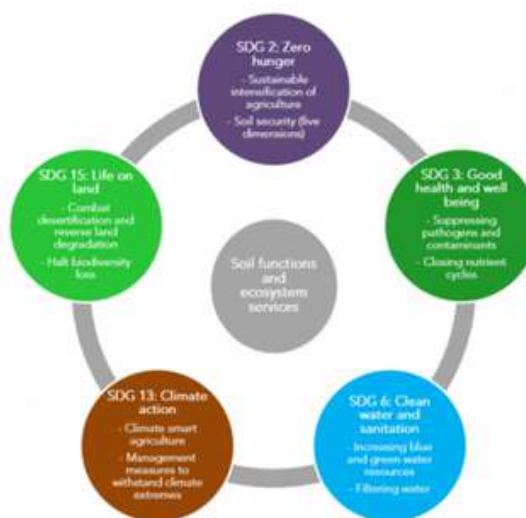 SDG 2: Zero
hunger
- Sustainable
intensification of
agriculture
- Soil security (five
dimensions)
SDG 3: Good
health and well
being
- Suppressing
pathogens and
contaminants
- Closing nutrient
cycles
SDG 6: Clean
water and
sanitation
- Increasing blue
and green water
resources
- Filtering water
SDG 13: Climate
action
- Climate smart
agriculture
- Management
measures to
withstand climate
extremes
SDG 15: Life on
land
- Combat
desertification and
reverse land
degradation
- Halt biodiversity
loss
Soil functions
and
ecosystem
services